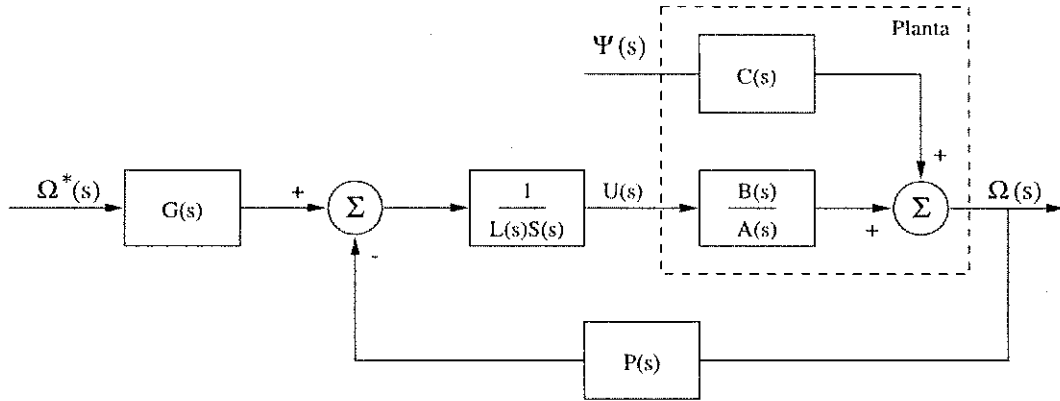 Planta
Ψ(s)
C(s)
+
Ω*(s)
G(s)
+
Σ
-
1
L(s)S(s)
U(s)
B(s)
A(s)
+
Σ
Ω(s)
P(s)